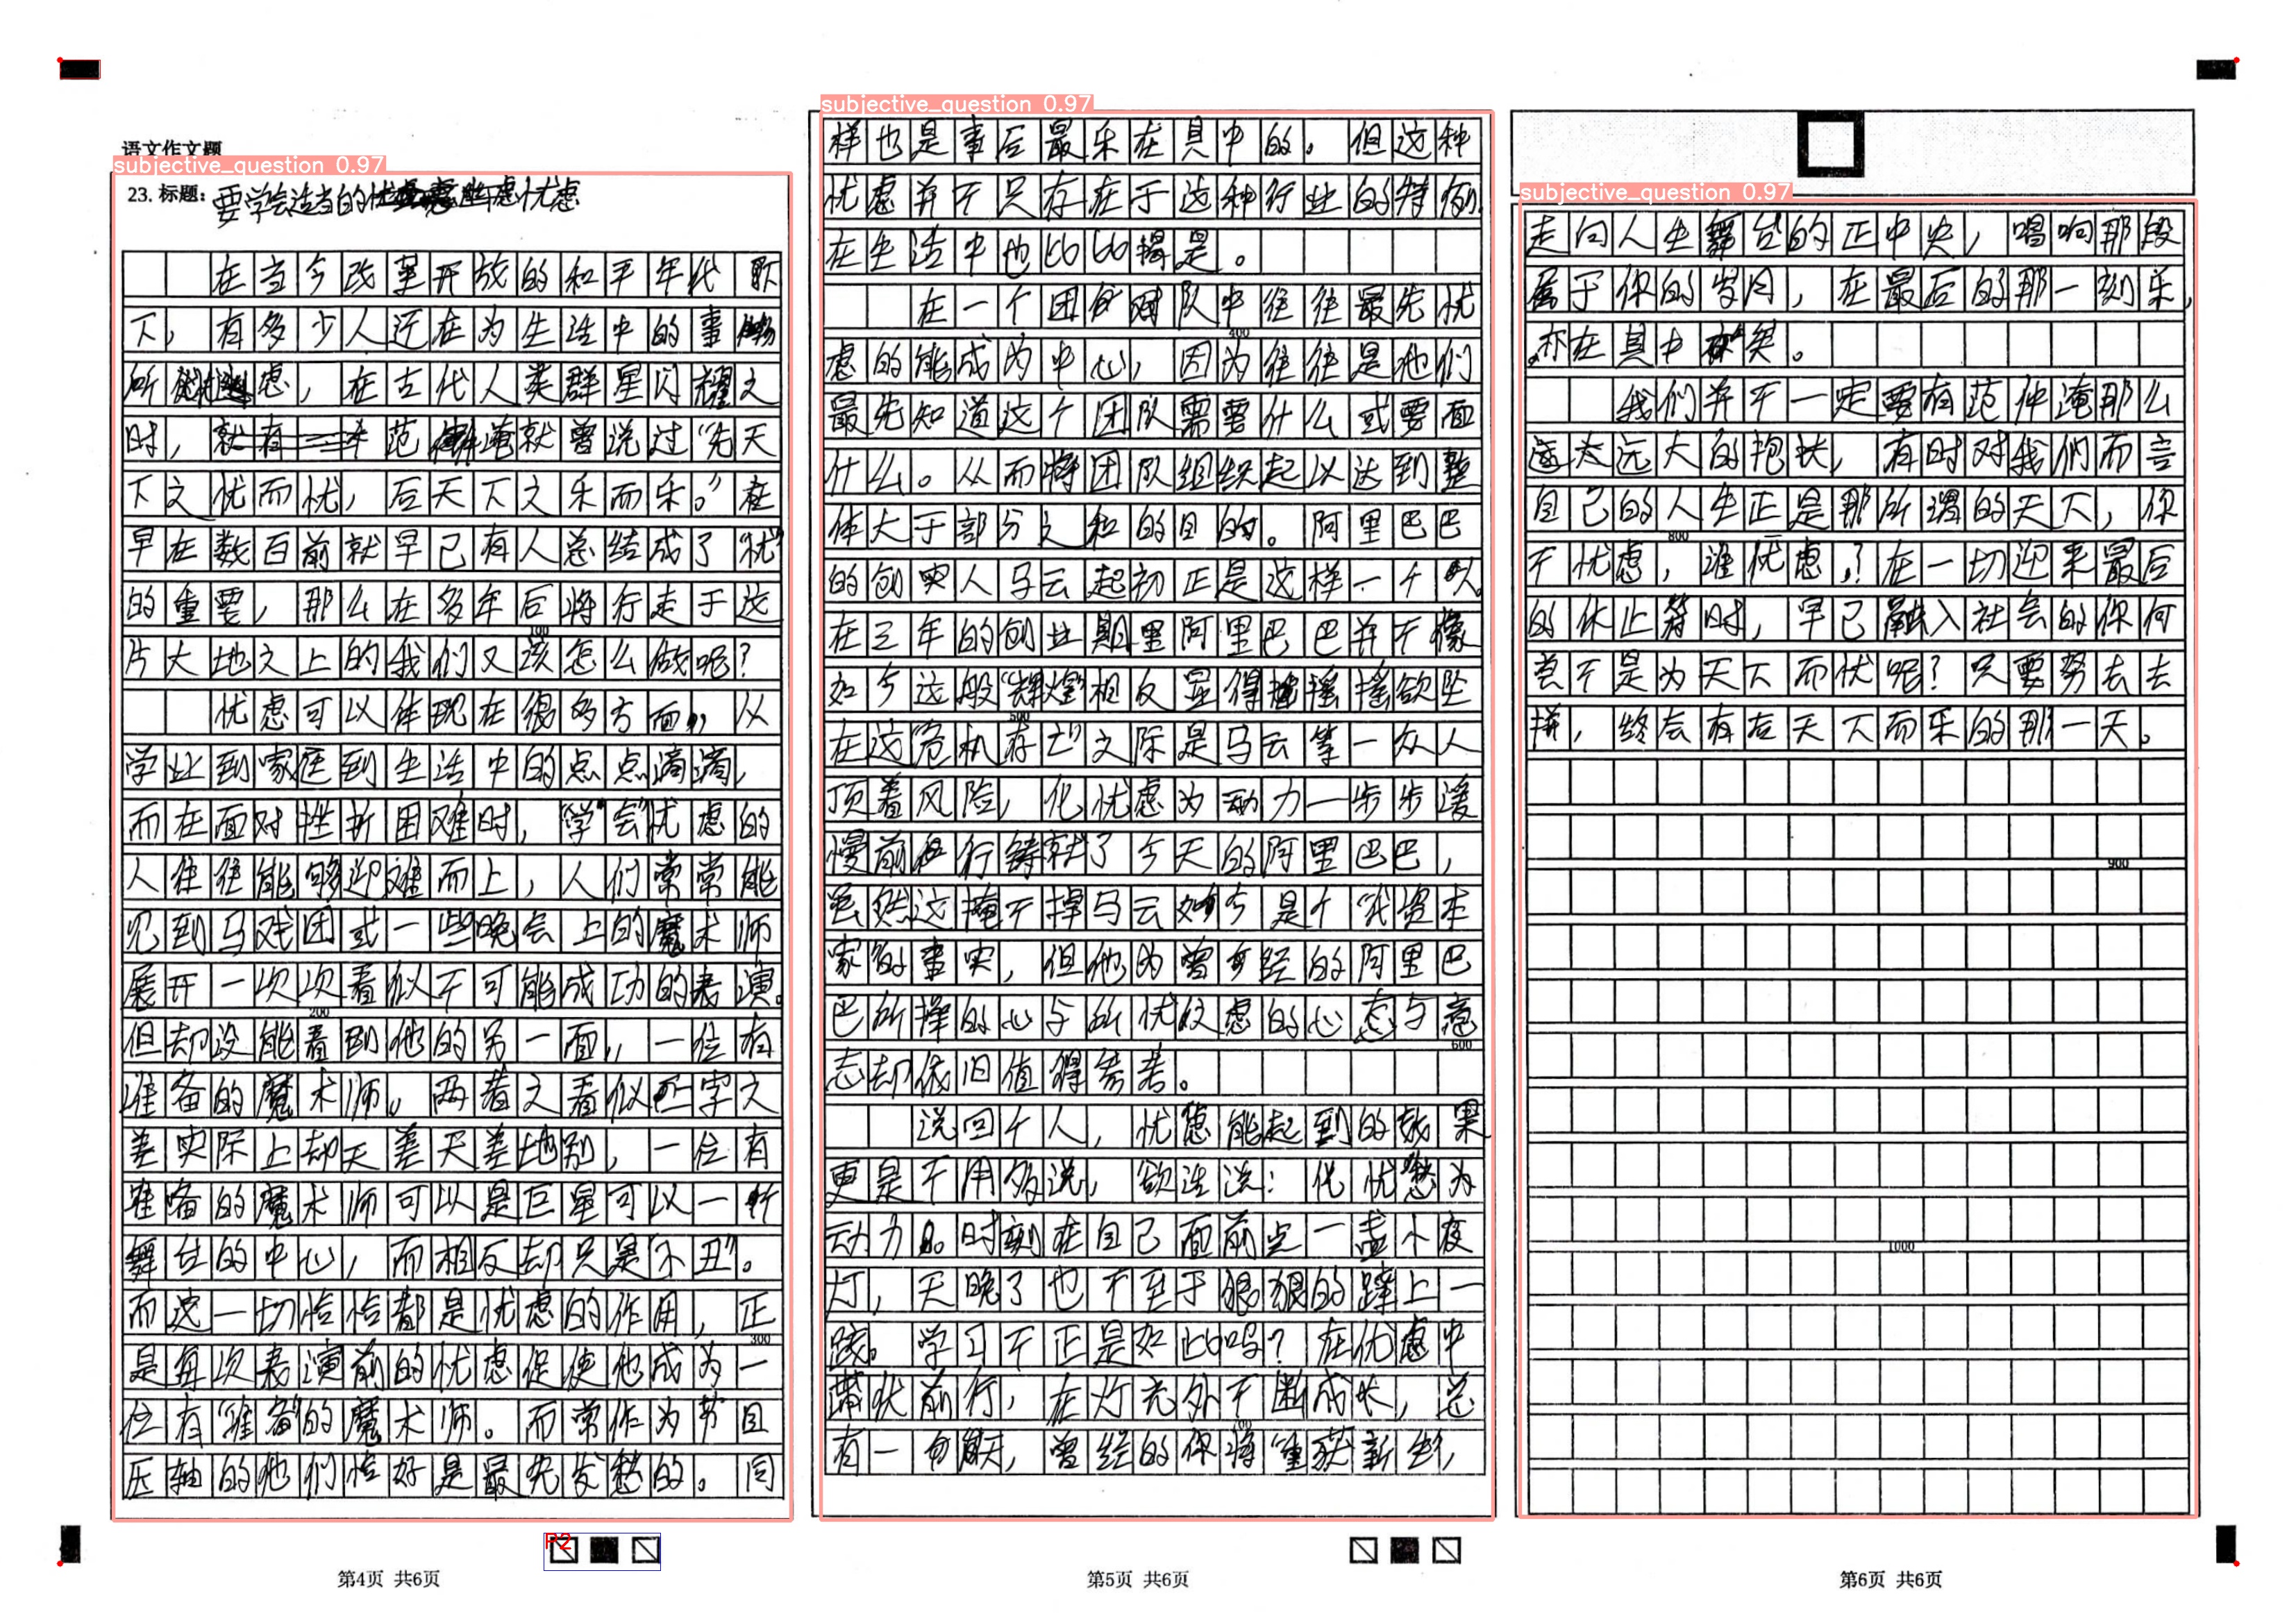 语文作文题
subjective_question 0.97
23. 标题：要学会适当的忧虑
在当今改革开放的和平年代
下，有多少人还在为生活中的事物
所虑，在古代人类群星闪耀之
时，范淹就曾说过“先天
下之忧而忧，后天下之乐而乐。”在
早在数百前就早已有人总结成了“忧”
的重要，那么在多年后将行走于这
100
片大地之上的我们又该怎么做呢？
忧虑可以体现在很多方面，从
学业到家庭到生活中的点点滴滴，
而在面对挫折困难时，“学会”忧虑的
人往往能够迎难而上，人们常常能
见到马戏团或一些晚会上的魔术师
展开一次次看似不可能成功的表演。
200
但却没能看到他的另一面，一位有
准备的魔术师。两者之看似一字之
差实际上却天差天差地别，一位有
准备的魔术师可以是巨星可以一
舞台的中心，而相反却只是“小丑”。
而这一切恰恰都是忧虑的作用，正
300
是每次表演前的忧虑促使他成为一
位有“准备”的魔术师。而常作为节目
压轴的他们恰好是最先发愁的。同
subjective_question 0.97
样也是事后最乐在其中的。但这种
忧虑并不只存在于这种行业的特例，
在生活中也比比揭是。
在一个团队中往往最先忧
400
虑的能成为中心，因为往往是他们
最先知道这个团队需要什么或要面
什么。从而将团队组织起以达到整
体大于部分之和的目的。阿里巴巴
的创实人马云起初正是这样一个人。
在三年的创业期里阿里巴巴并不像
如今这般“辉煌”相反显得摇摇欲坠
500
在这“危机存亡”之际是马云等一众人
顶着风险，化忧虑为动力一步步缓
慢前行铸就了今天的阿里巴巴，
虽然这掩不掉马云如今是个资本
家的事实，但他为曾经的阿里巴
巴所择的心与所忧虑的心态与意
600
志却依旧值得参考。
说回个人，忧虑能起到的效果
更是不用多说，欲选说：化忧愁为
动力。时刻在自己面前点一盏小夜
灯，天晚了也不至于狠狠的踩上一
跌。学习不正是如此吗？在忧虑中
带状前行，在灯光外不断成长，总
700
有一天，曾经的你将“重获新生”，
subjective_question 0.97
走向人生舞台的正中央，唱响那段
属于你的岁月，在最后的那一刻乐，
亦在其中矣。
我们并不一定要有范仲淹那么
远大的抱状，有时对我们而言
自己的人生正是那所谓的天下，你
800
不忧虑，谁忧虑？在一切迎来最后
的休止符时，早已融入社会的你何
尝不是为天下而忧呢？只要努去去
拼，终会有在天下而乐的那一天。
900
1000
P2
第4页 共6页
第5页 共6页
第6页 共6页